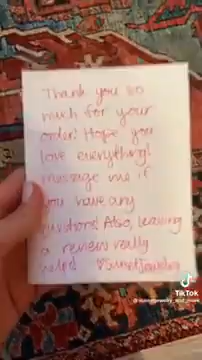 Thank you so
much for your
order! Hope you
love everything!
message me if
you have any
questions! Also, leaving
a review really
helps!
TikTok